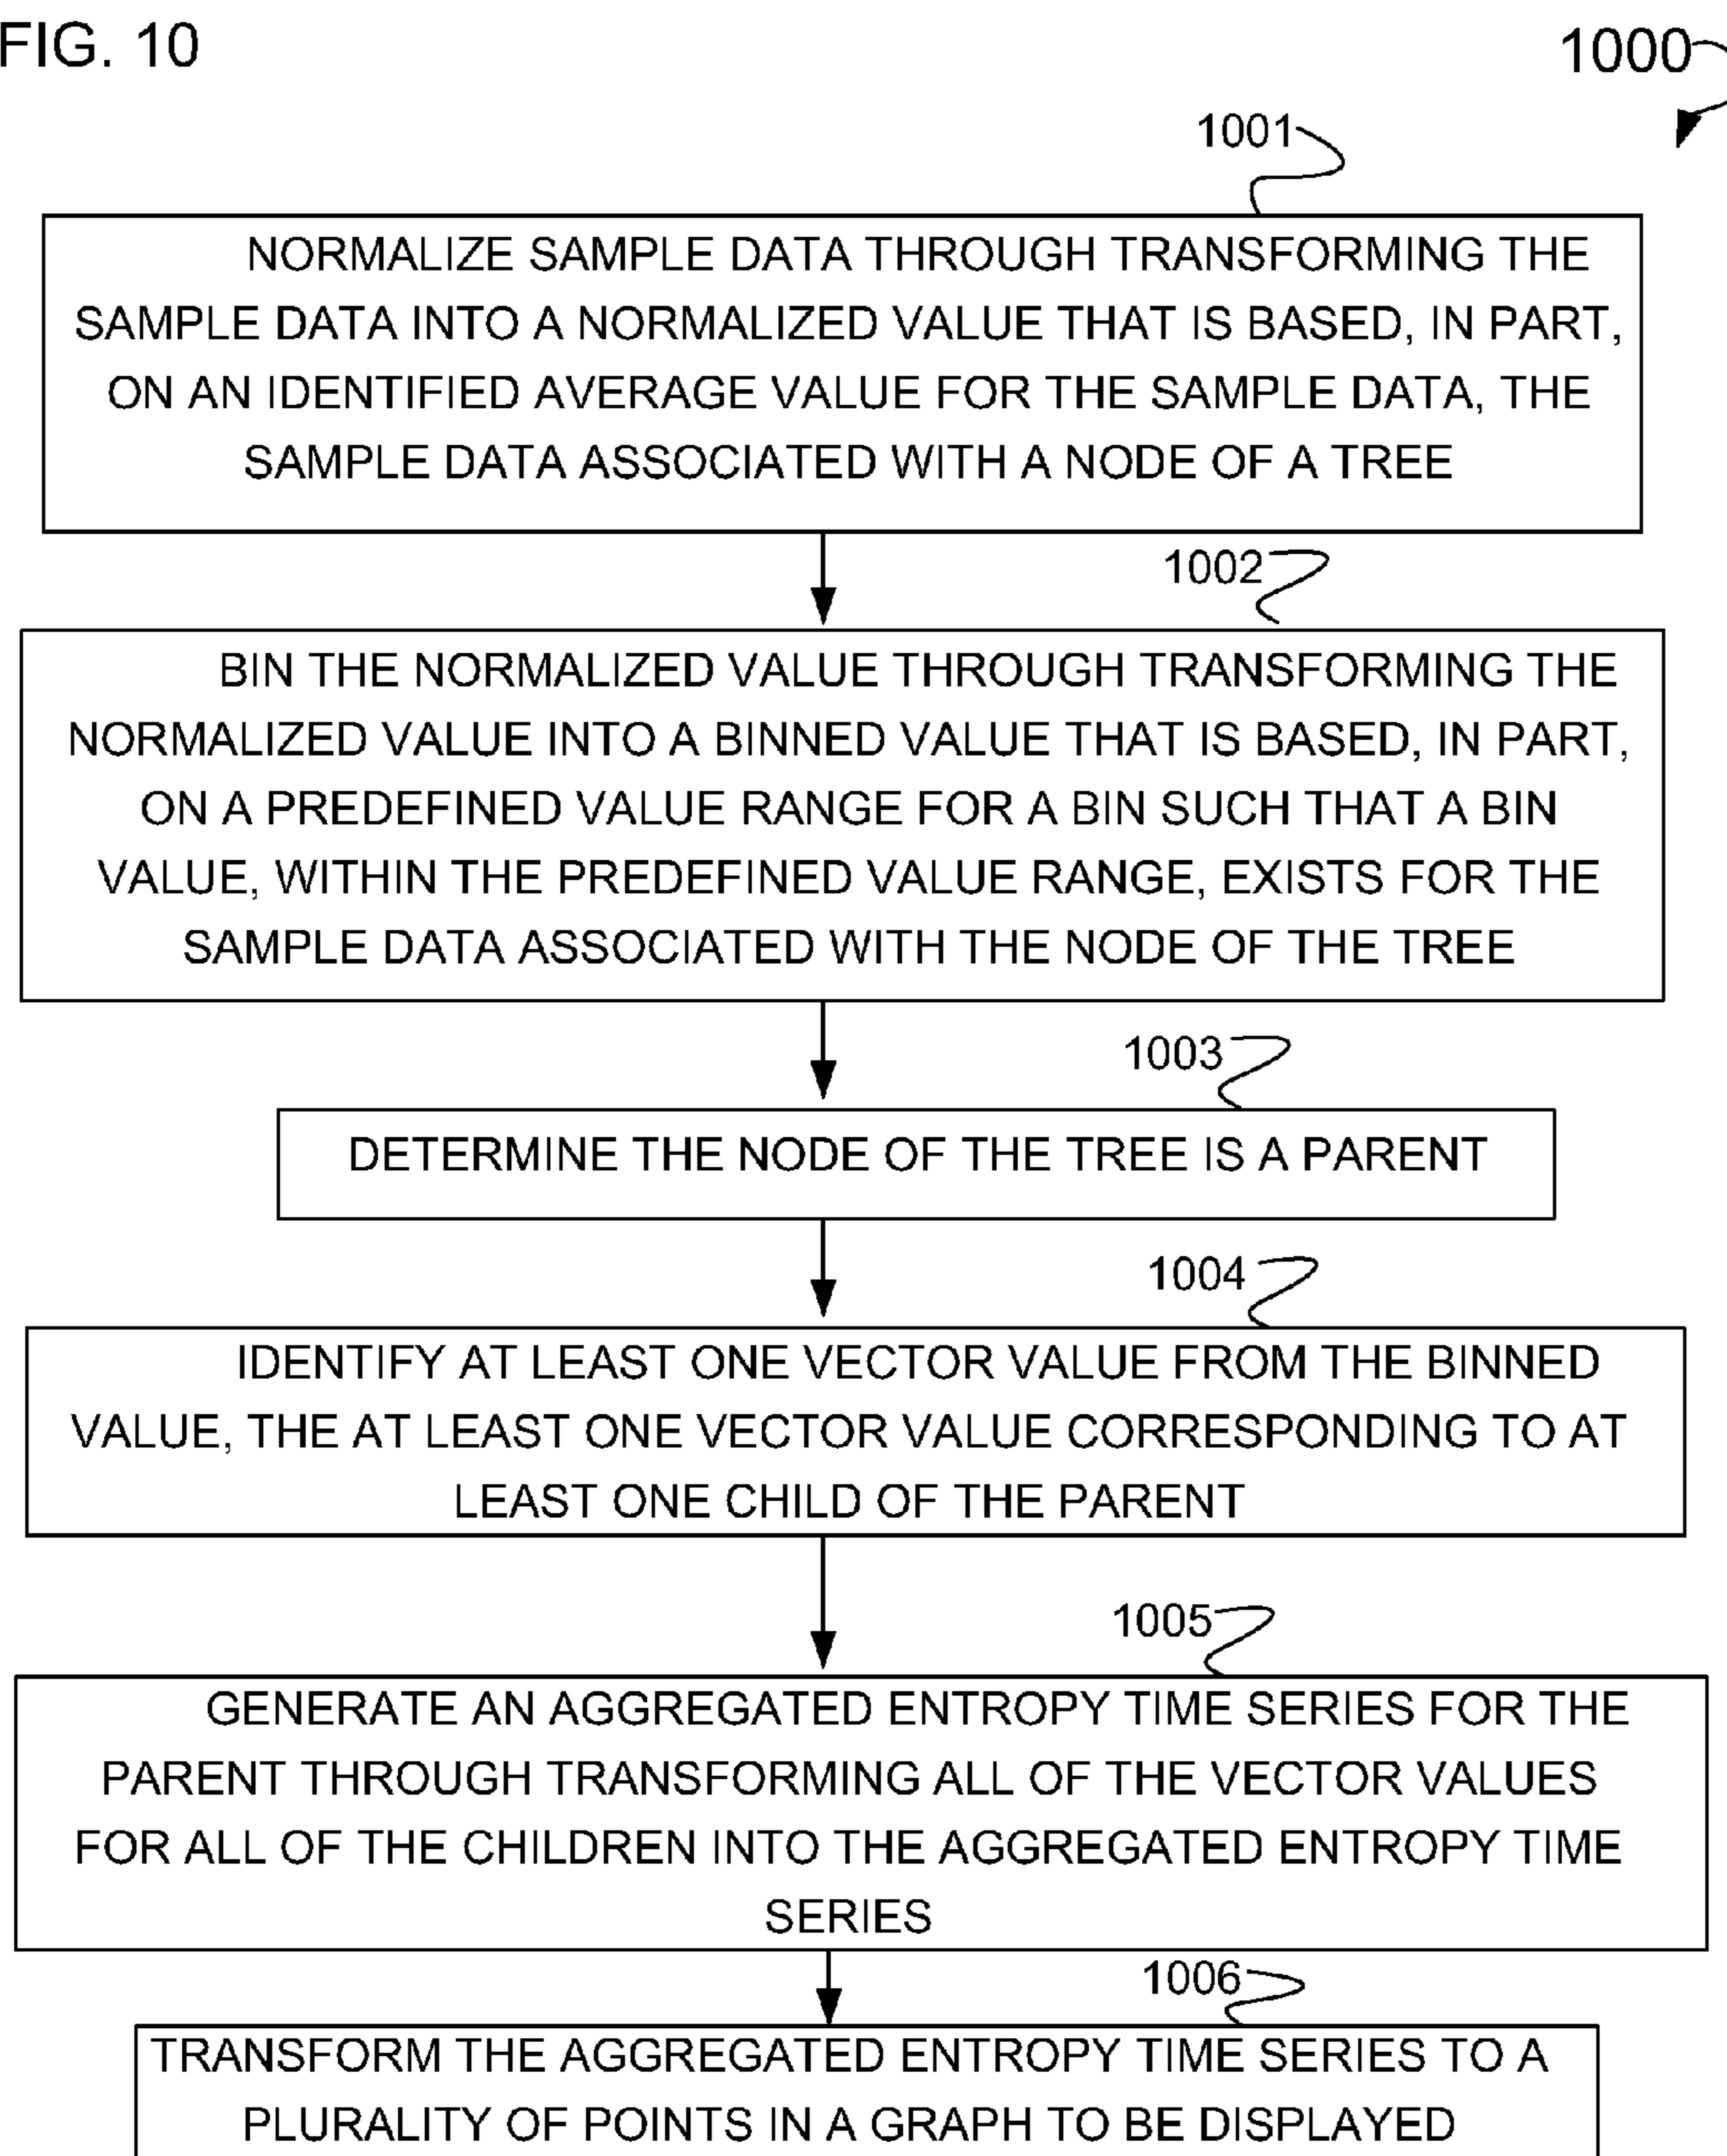 FIG. 10
1000
1001
NORMALIZE SAMPLE DATA THROUGH TRANSFORMING THE
SAMPLE DATA INTO A NORMALIZED VALUE THAT IS BASED, IN PART,
ON AN IDENTIFIED AVERAGE VALUE FOR THE SAMPLE DATA, THE
SAMPLE DATA ASSOCIATED WITH A NODE OF A TREE
1002
BIN THE NORMALIZED VALUE THROUGH TRANSFORMING THE
NORMALIZED VALUE INTO A BINNED VALUE THAT IS BASED, IN PART,
ON A PREDEFINED VALUE RANGE FOR A BIN SUCH THAT A BIN
VALUE, WITHIN THE PREDEFINED VALUE RANGE, EXISTS FOR THE
SAMPLE DATA ASSOCIATED WITH THE NODE OF THE TREE
1003
DETERMINE THE NODE OF THE TREE IS A PARENT
1004
IDENTIFY AT LEAST ONE VECTOR VALUE FROM THE BINNED
VALUE, THE AT LEAST ONE VECTOR VALUE CORRESPONDING TO AT
LEAST ONE CHILD OF THE PARENT
1005
GENERATE AN AGGREGATED ENTROPY TIME SERIES FOR THE
PARENT THROUGH TRANSFORMING ALL OF THE VECTOR VALUES
FOR ALL OF THE CHILDREN INTO THE AGGREGATED ENTROPY TIME
SERIES
1006
TRANSFORM THE AGGREGATED ENTROPY TIME SERIES TO A
PLURALITY OF POINTS IN A GRAPH TO BE DISPLAYED